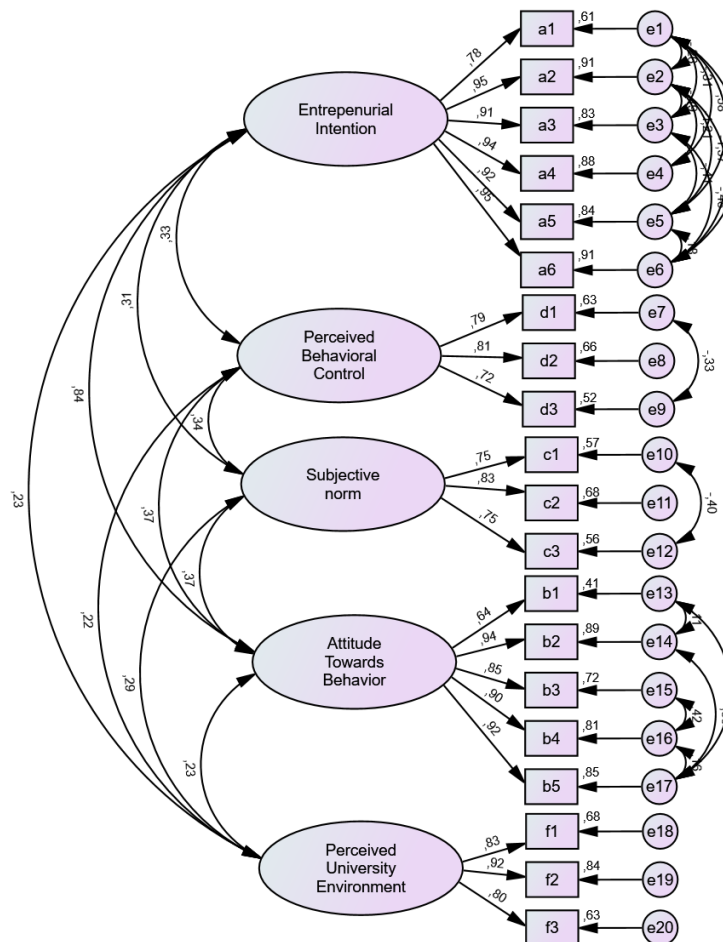 a1
,61
e1
,78
a2
,91
e2
,95
Entrepenurial
Intention
,91
a3
,83
e3
,94
a4
,88
e4
,92
a5
,84
e5
,95
a6
,91
e6
,33
,31
,79
d1
,63
e7
Perceived
Behavioral
Control
,81
d2
,66
e8
-,33
,72
d3
,52
e9
,84
,34
,75
c1
,57
e10
Subjective
norm
,83
c2
,68
e11
-,40
,23
,37
,75
c3
,56
e12
,37
b1
,41
e13
,64
,22
,94
b2
,89
e14
Attitude
Towards
Behavior
,29
,85
b3
,72
e15
,42
,90
b4
,81
e16
,92
,23
b5
,85
e17
f1
,68
e18
,83
Perceived
University
Environment
,92
f2
,84
e19
,80
f3
,63
e20